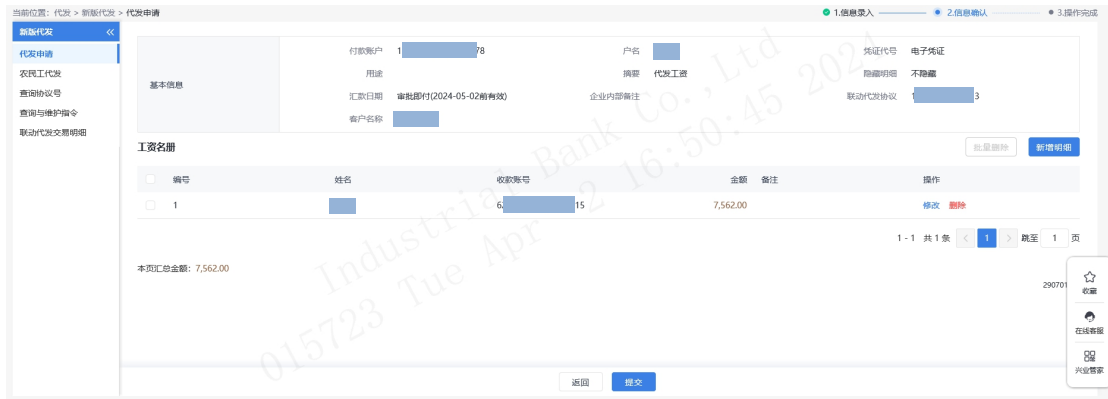 当前位置：代发 > 新版代发 > 代发申请
1.信息录入 2.信息确认 3.操作完成
新版代发 《
代发申请
农民工代发
查询协议号
查询与维护指令
联动代发交易明细
基本信息
付款账户 1 78 户名 凭证代号 电子凭证
用途 摘要 代发工资 隐藏明细 不隐藏
汇款日期 审批即付(2024-05-02前有效) 企业内部备注 联动代发协议 1 3
客户名称
工资名册 批量删除 新增明细
编号 姓名 收款账号 金额 备注 操作
1 6 15 7,562.00 修改 删除
1 - 1 共1条 < 1 > 跳至 1 页
本页汇总金额：7,562.00
290701
收藏
在线客服
兴业管家
返回 提交
Industrial Bank Co., Ltd
015723 Tue Apr 2 16:50:45 2024